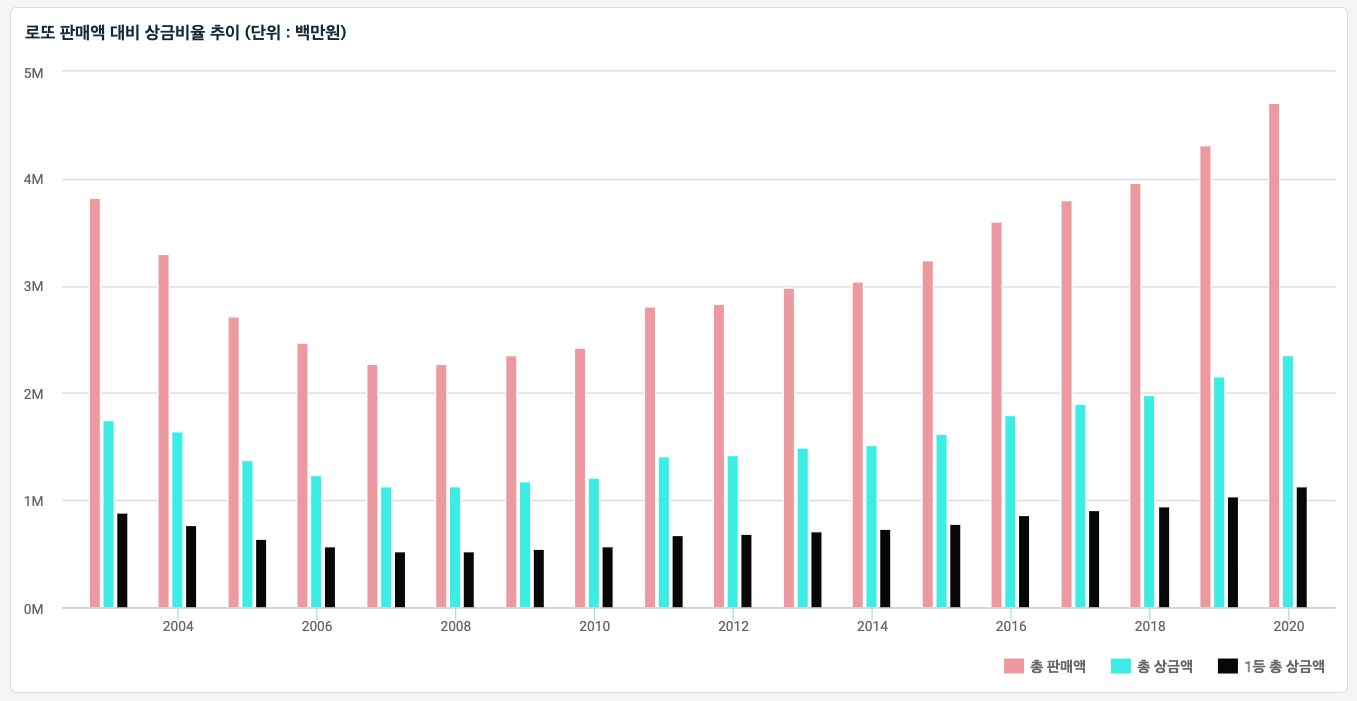 로또 판매액 대비 상금비율 추이 (단위 : 백만원)
5M
4M
3M
2M
1M
0M
2004 2006 2008 2010 2012 2014 2016 2018 2020
총 판매액 총 상금액 1등 총 상금액